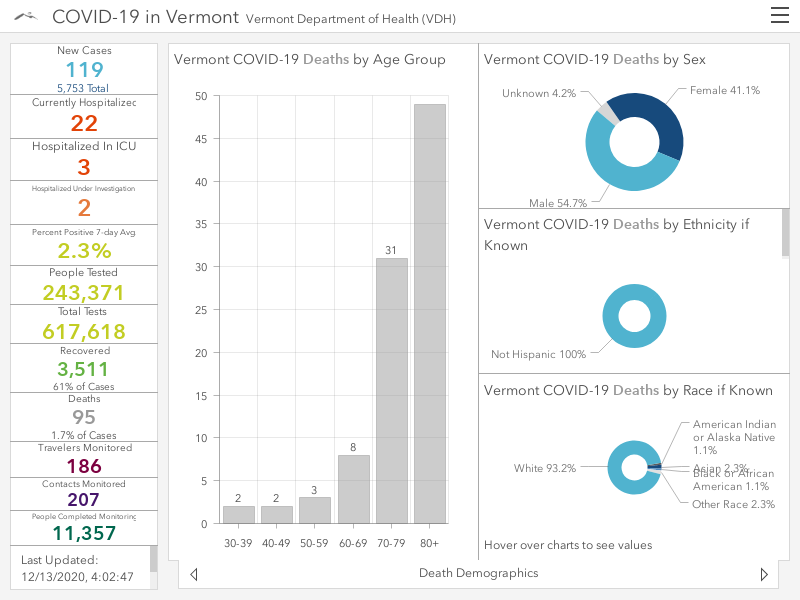 COVID-19 in Vermont Vermont Department of Health (VDH)
New Cases
119
5,753 Total
Currently Hospitalized
22
Hospitalized In ICU
3
Hospitalized Under Investigation
2
Percent Positive 7-day Avg
2.3%
People Tested
243,371
Total Tests
617,618
Recovered
3,511
61% of Cases
Deaths
95
1.7% of Cases
Travelers Monitored
186
Contacts Monitored
207
People Completed Monitoring
11,357
Last Updated:
12/13/2020, 4:02:47
Vermont COVID-19 Deaths by Age Group
50
45
40
35
30
25
20
15
10
5
0
2
2
3
8
31
30-39 40-49 50-59 60-69 70-79 80+
Vermont COVID-19 Deaths by Sex
Unknown 4.2%
Female 41.1%
Male 54.7%
Vermont COVID-19 Deaths by Ethnicity if
Known
Not Hispanic 100%
Vermont COVID-19 Deaths by Race if Known
American Indian
or Alaska Native
1.1%
White 93.2%
Asian 2.3%
Black or African
American 1.1%
Other Race 2.3%
Hover over charts to see values
Death Demographics